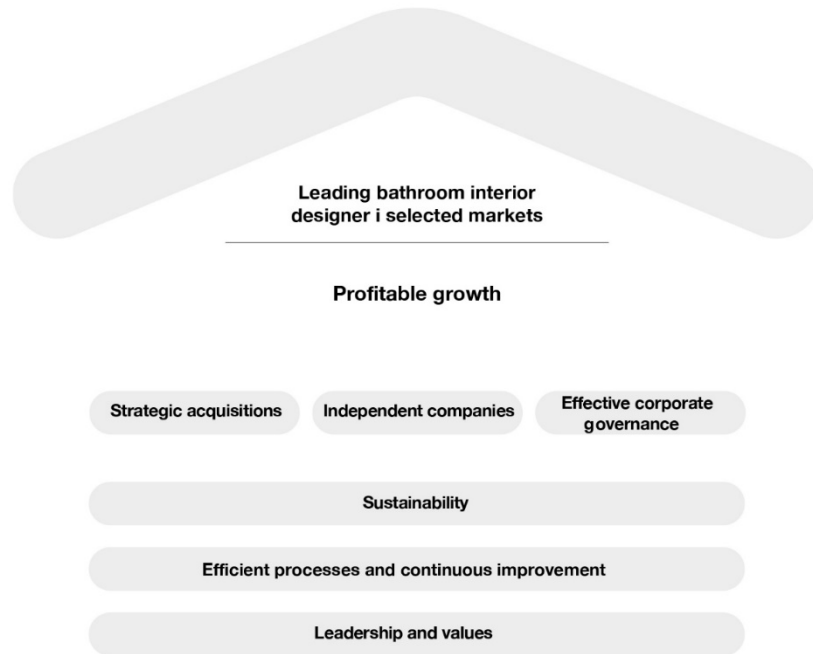 Leading bathroom interior
designer i selected markets
Profitable growth
Strategic acquisitions
Independent companies
Effective corporate
governance
Sustainability
Efficient processes and continuous improvement
Leadership and values